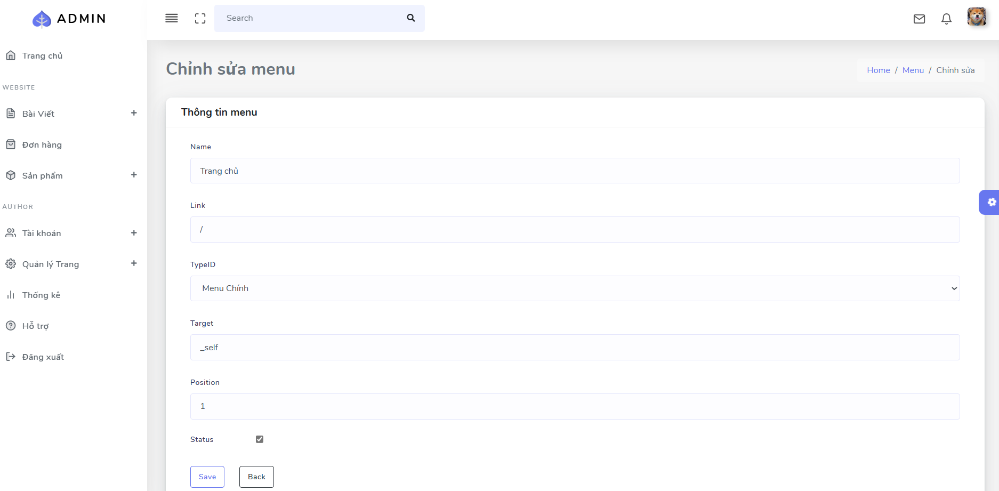 ADMIN
Search
Trang chủ
WEBSITE
Bài Viết
Đơn hàng
Sản phẩm
AUTHOR
Tài khoản
Quản lý Trang
Thống kê
Hỗ trợ
Đăng xuất
Chỉnh sửa menu
Home / Menu / Chỉnh sửa
Thông tin menu
Name
Trang chủ
Link
/
TypeID
Menu Chính
Target
_self
Position
1
Status
Save
Back